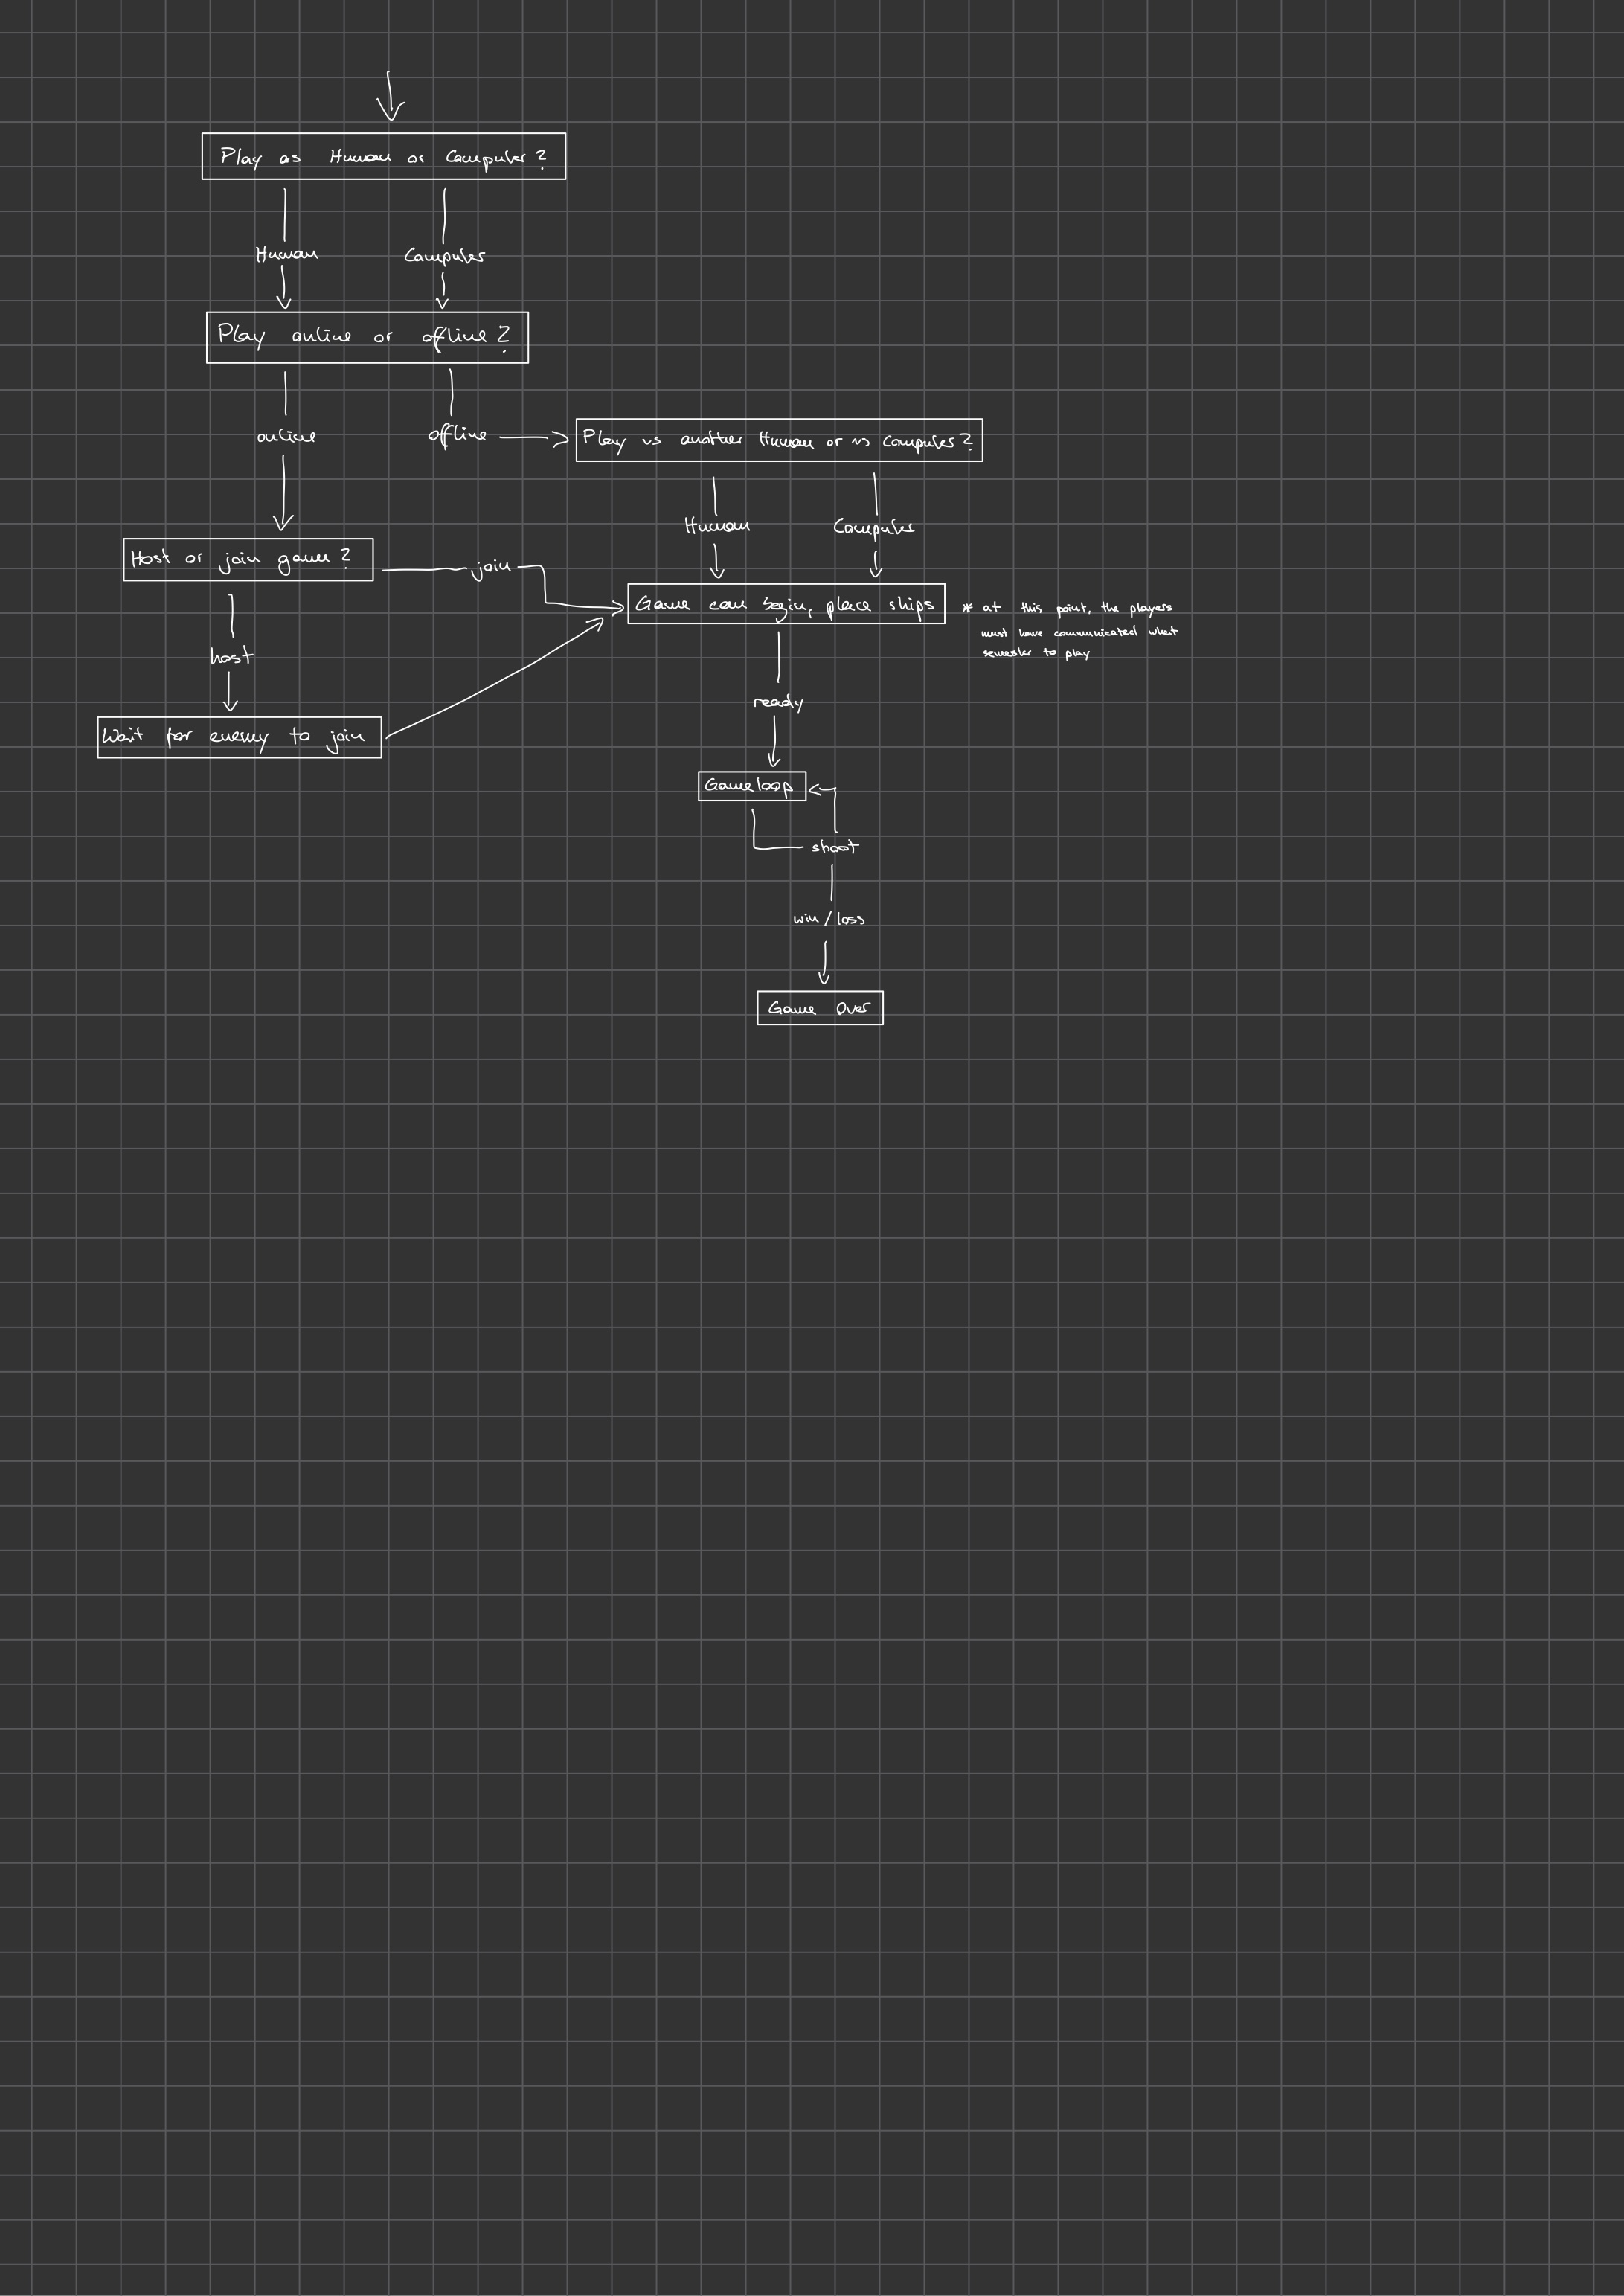 Play as Human or Computer?
Human
Computer
Play online or offline?
online
offline
Play vs another Human or vs Computer?
Human
Computer
Host or join game?
join
Game can begin, place ships
* at this point, the players
must have communicated what
semester to play
host
ready
Wait for enemy to join
Gameloop
shoot
win / loss
Game Over